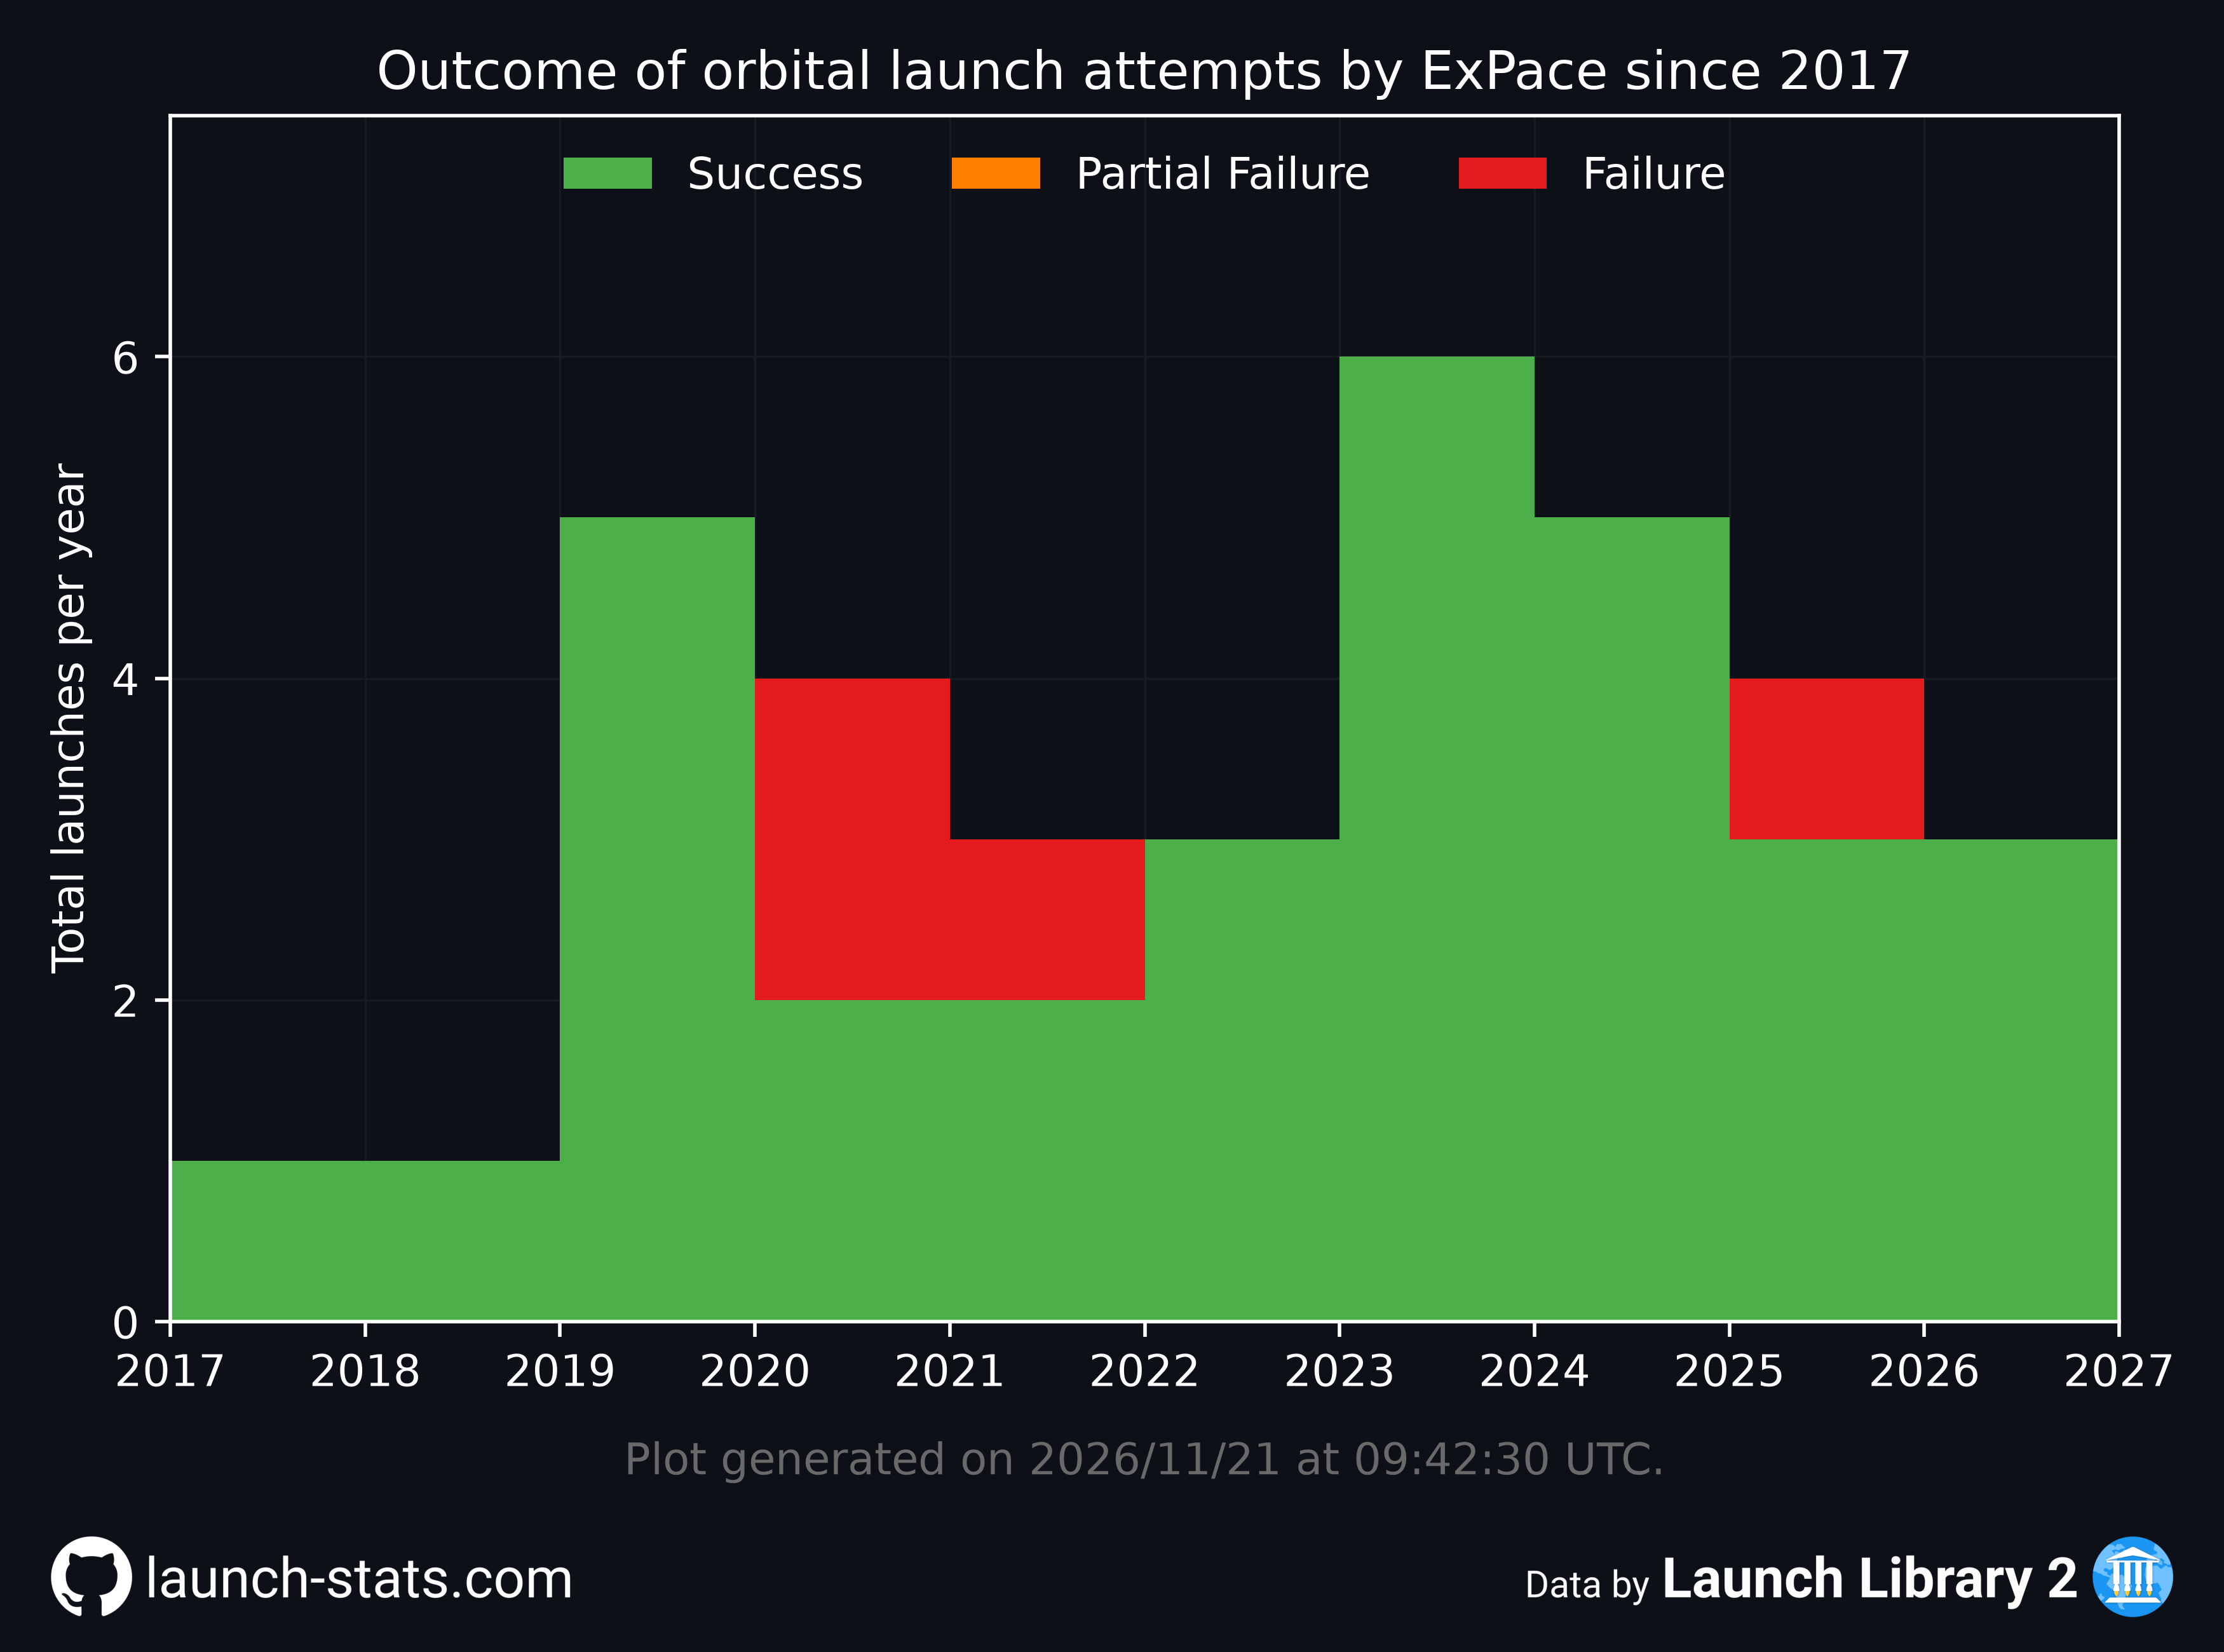 Outcome of orbital launch attempts by ExPace since 2017
Success Partial Failure Failure
Total launches per year
6
4
2
0
2017 2018 2019 2020 2021 2022 2023 2024 2025 2026 2027
Plot generated on 2026/11/21 at 09:42:30 UTC.
launch-stats.com
Data by Launch Library 2